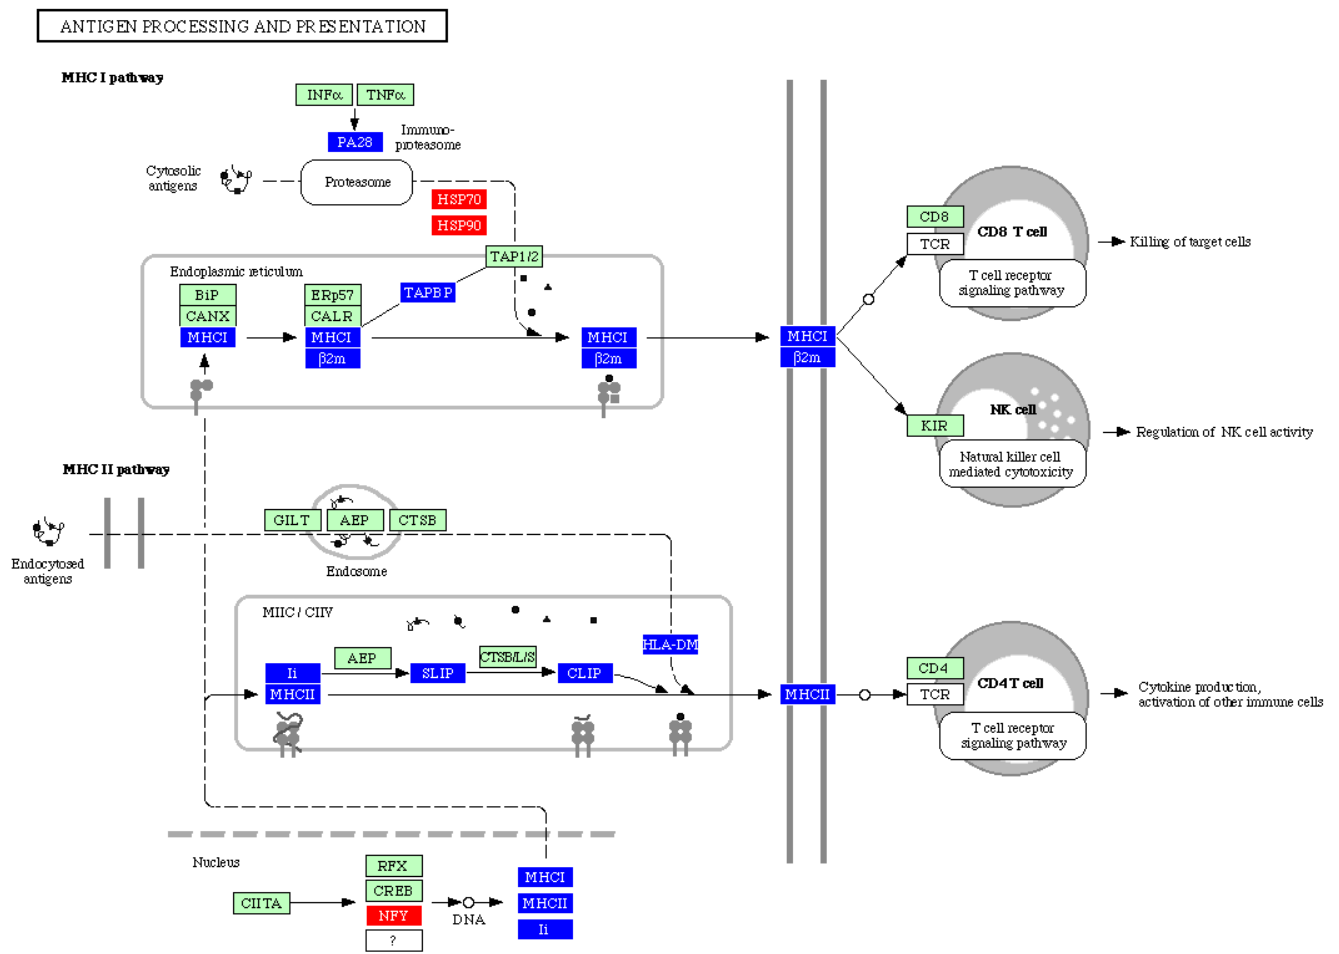 ANTIGEN PROCESSING AND PRESENTATION
MHC I pathway
INFα
TNFα
PA28
Immuno-
proteasome
Cytosolic
antigens
Proteasome
HSP70
HSP90
TAP1/2
Endoplasmic reticulum
BiP
CANX
MHCI
ERp57
CALR
MHCI
β2m
TAPBP
MHCI
β2m
MHCI
β2m
CD8
TCR
CD8 T cell
T cell receptor
signaling pathway
Killing of target cells
KIR
NK cell
Natural killer cell
mediated cytotoxicity
Regulation of NK cell activity
MHC II pathway
Endocytosed
antigens
GILT
AEP
CTSB
Endosome
MIIC / CIIV
Ii
MHCII
AEP
SLIP
CTSB/L/S
CLIP
HLA-DM
MHCII
CD4
TCR
CD4 T cell
T cell receptor
signaling pathway
Cytokine production,
activation of other immune cells
Nucleus
CIITA
RFX
CREB
NFY
?
DNA
MHCI
MHCII
Ii